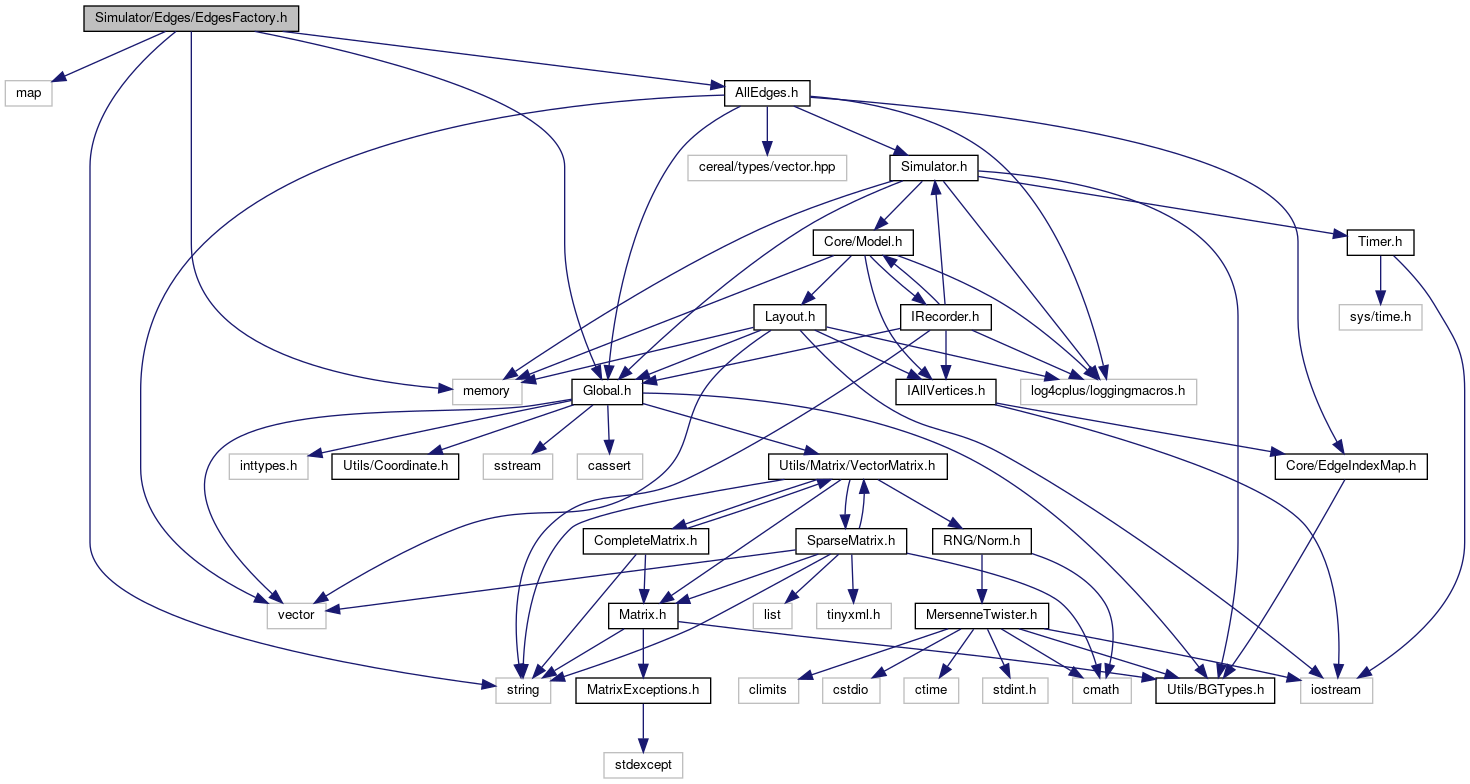 Simulator/Edges/EdgesFactory.h
map
AllEdges.h
cereal/types/vector.hpp
Simulator.h
Core/Model.h
Timer.h
Layout.h
IRecorder.h
sys/time.h
memory
Global.h
IAllVertices.h
log4cplus/loggingmacros.h
inttypes.h
Utils/Coordinate.h
sstream
cassert
Utils/Matrix/VectorMatrix.h
Core/EdgeIndexMap.h
CompleteMatrix.h
SparseMatrix.h
RNG/Norm.h
vector
Matrix.h
list
tinyxml.h
MersenneTwister.h
string
MatrixExceptions.h
climits
cstdio
ctime
stdint.h
cmath
Utils/BGTypes.h
iostream
stdexcept